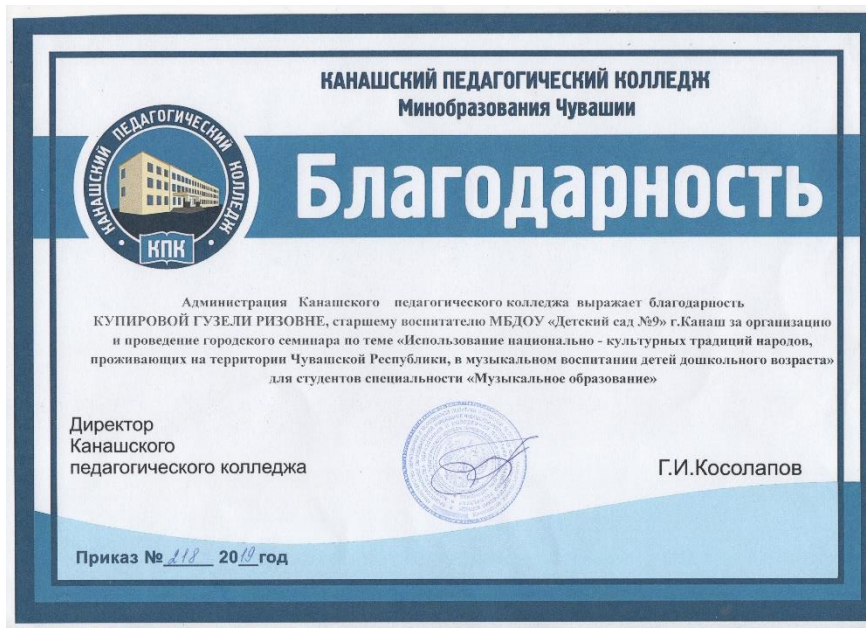 КАНАШСКИЙ ПЕДАГОГИЧЕСКИЙ КОЛЛЕДЖ
Минобразования Чувашии
КАНАШСКИЙ ПЕДАГОГИЧЕСКИЙ КОЛЛЕДЖ
КПК
Благодарность
Администрация Канашского педагогического колледжа выражает благодарность
КУПИРОВОЙ ГУЗЕЛИ РИЗОВНЕ, старшему воспитателю МБДОУ «Детский сад №9» г.Канаш за организацию
и проведение городского семинара по теме «Использование национально - культурных традиций народов,
проживающих на территории Чувашской Республики, в музыкальном воспитании детей дошкольного возраста»
для студентов специальности «Музыкальное образование»
Директор
Канашского
педагогического колледжа
Г.И.Косолапов
Приказ № 218 2019 год